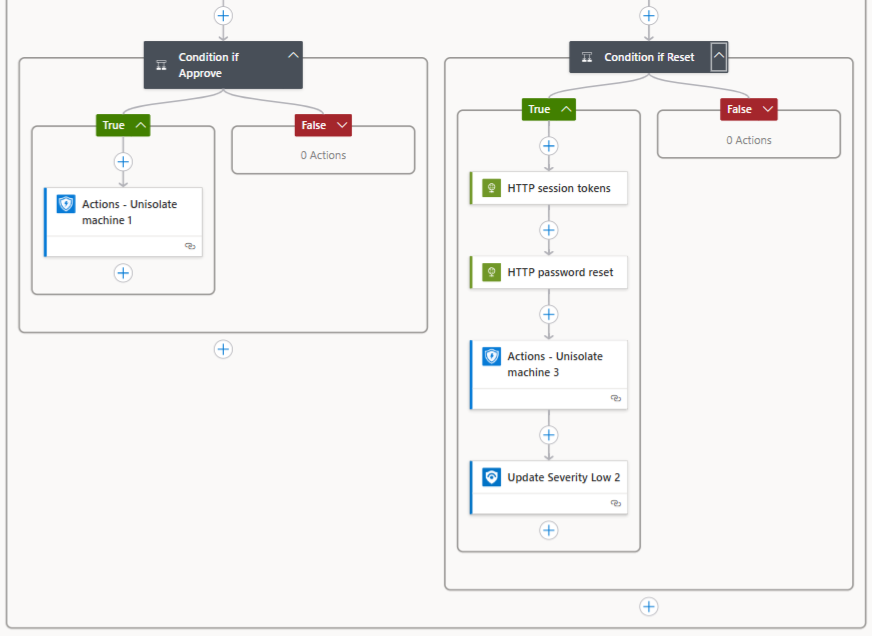 Condition if
Approve
True
False
0 Actions
Actions - Unisolate
machine 1
Condition if Reset
True
False
0 Actions
HTTP session tokens
HTTP password reset
Actions - Unisolate
machine 3
Update Severity Low 2